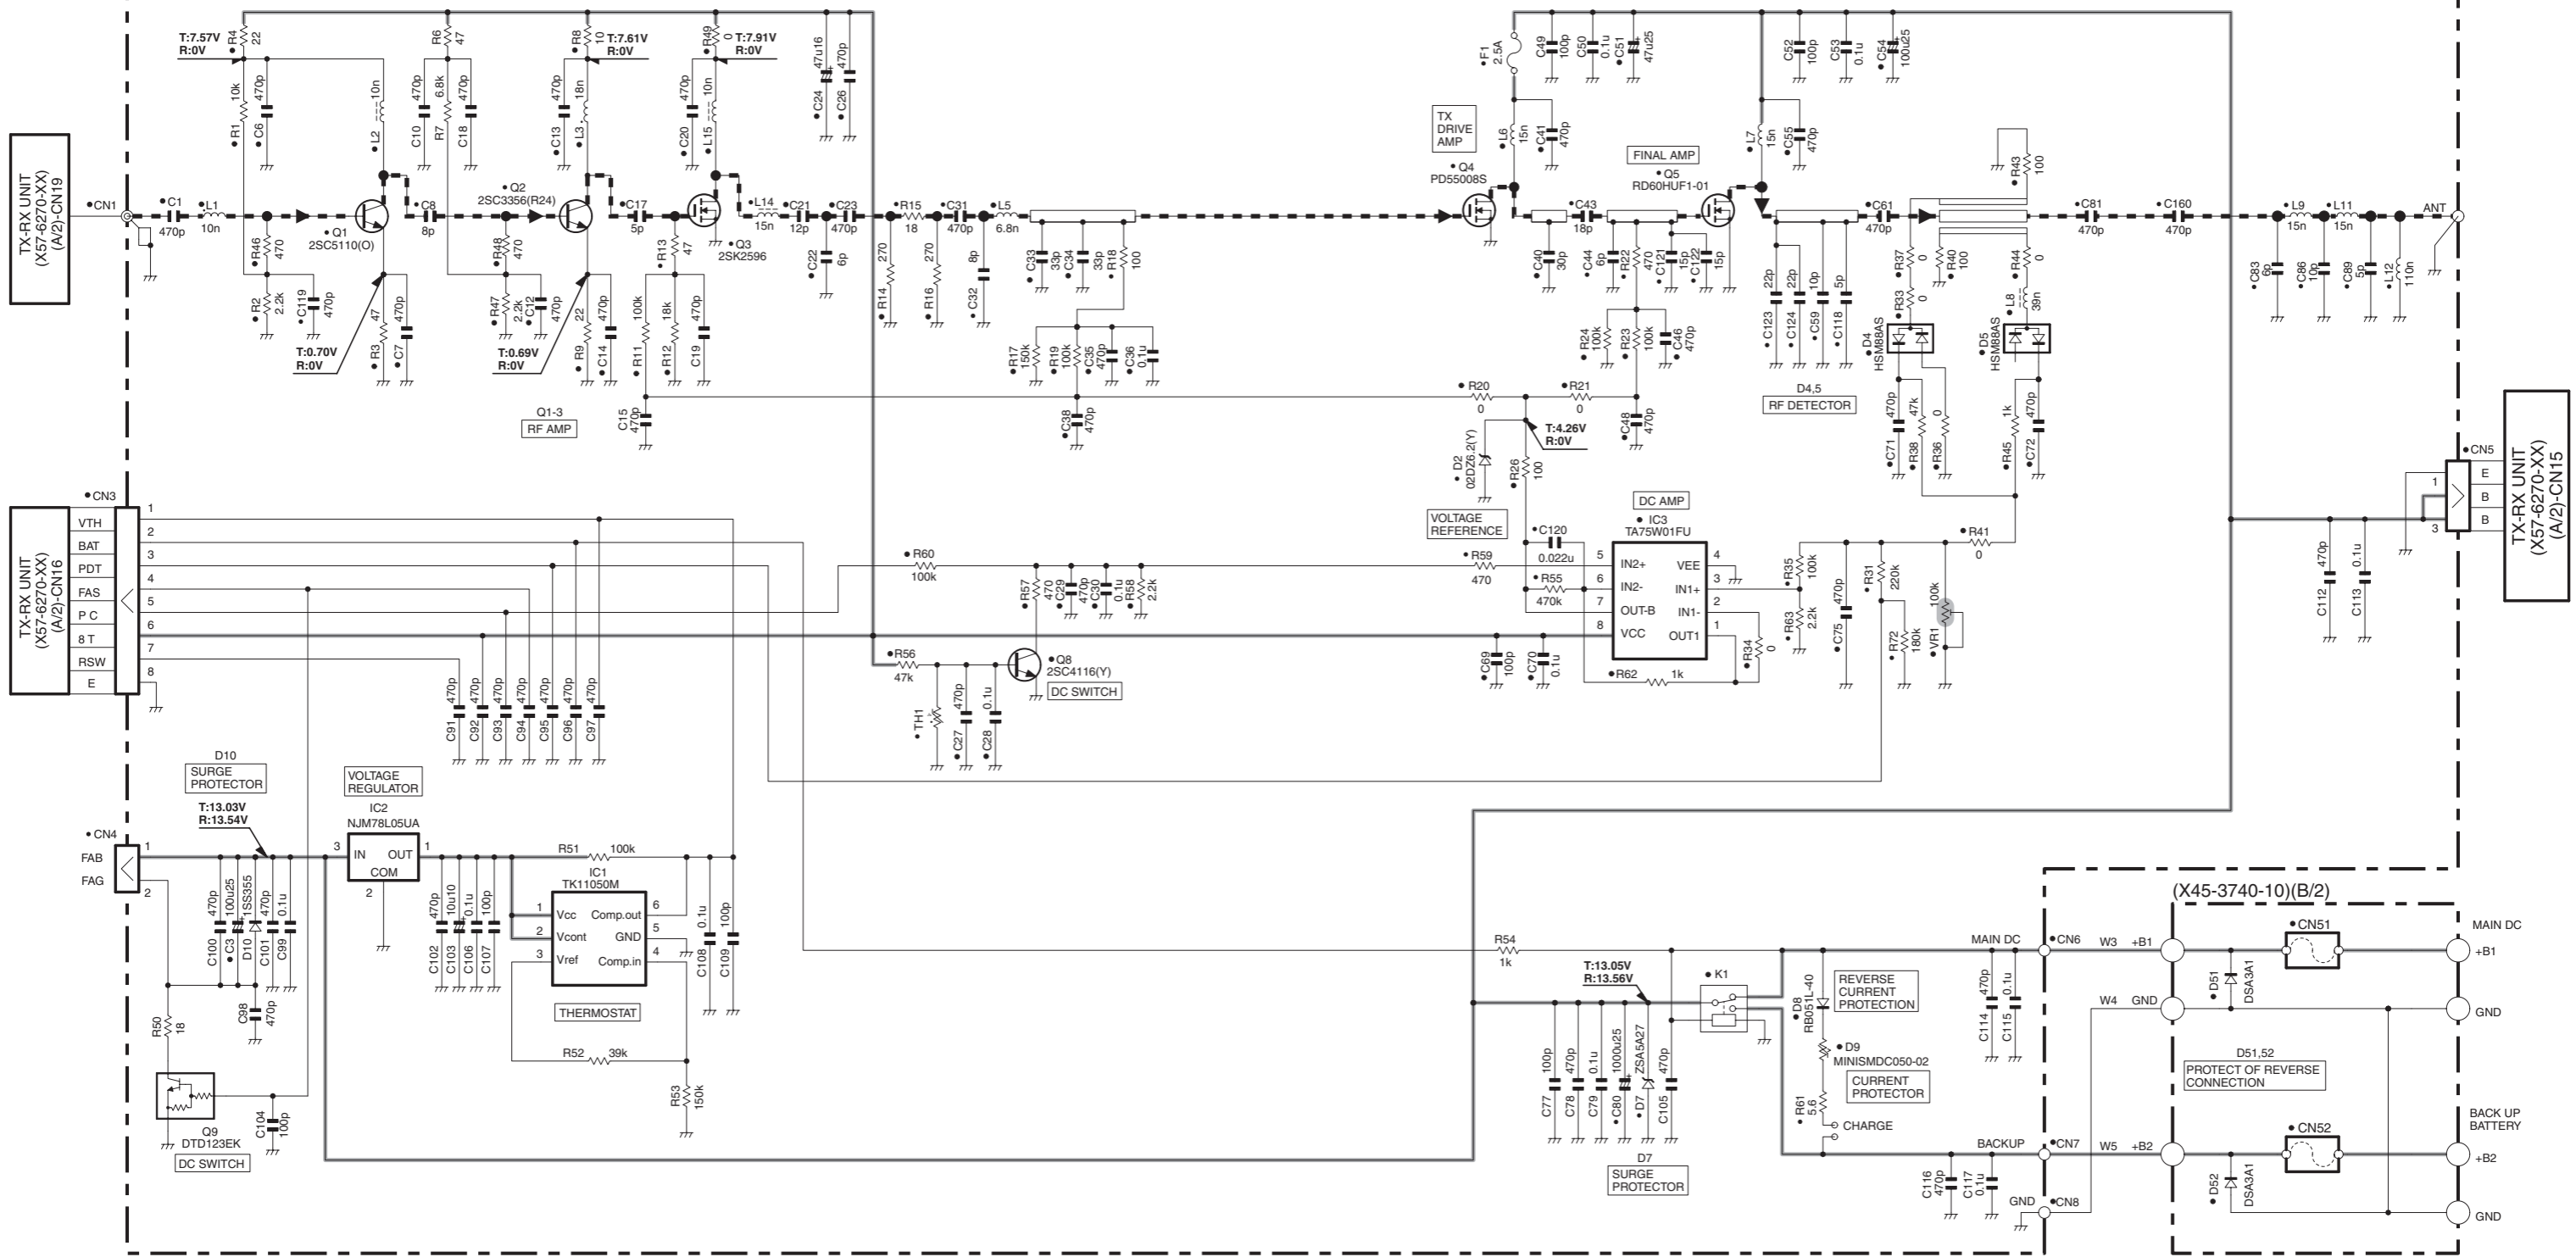 T:7.57V
R:0V
R4
22
R6
47
R8
10
T:7.61V
R:0V
R49
0
T:7.91V
R:0V
C24
47u16
C26
470p
F1
2.5A
C49
100p
C50
0.1u
C51
47u25
C52
100p
C53
0.1u
C54
100u25
R1
10k
C6
470p
L2
10n
C10
470p
R7
6.8k
C18
470p
C13
470p
L3
18n
C20
470p
L15
10n
TX
DRIVE
AMP
L6
15n
C41
470p
L7
15n
C55
470p
R43
100
TX-RX UNIT
(X57-6270-XX)
(A/2)-CN19
CN1
C1
470p
L1
10n
Q1
2SC5110(O)
C8
8p
Q2
2SC3356(R24)
C17
5p
Q3
2SK2596
L14
15n
C21
12p
C23
470p
R15
18
C31
470p
L5
6.8n
Q4
PD55008S
C43
18p
FINAL AMP
Q5
RD60HUF1-01
C61
470p
C81
470p
C160
470p
L9
15n
L11
15n
ANT
R46
470
R48
470
R13
47
C22
6p
R14
270
R16
270
C32
8p
C33
33p
C34
33p
R18
100
C40
30p
C44
6p
R22
470
C121
15p
C122
15p
C123
22p
C124
22p
C59
10p
C118
5p
R37
0
R40
100
R44
0
C83
6p
C86
10p
C89
5p
L12
110n
R2
2.2k
C119
470p
R3
47
C7
470p
R47
2.2k
C12
470p
R9
22
C14
470p
R11
100k
R12
18k
C19
470p
R33
0
L8
39n
T:0.70V
R:0V
T:0.69V
R:0V
R17
150k
R19
100k
C35
470p
C36
0.1u
R24
100k
R23
100k
C46
470p
D4
HSM88AS
D5
HSM88AS
Q1-3
RF AMP
C15
470p
C38
470p
R20
0
R21
0
C48
470p
D4,5
RF DETECTOR
C71
470p
R38
47k
R36
0
R45
1k
C72
470p
T:4.26V
R:0V
D2
02DZ6.2(Y)
R26
100
CN5
E
B
B
1
3
TX-RX UNIT
(X57-6270-XX)
(A/2)-CN15
TX-RX UNIT
(X57-6270-XX)
(A/2)-CN16
CN3
VTH
BAT
PDT
FAS
P C
8 T
RSW
E
1
2
3
4
5
6
7
8
VOLTAGE
REFERENCE
DC AMP
IC3
TA75W01FU
C120
0.022u
R59
470
R55
470k
5
6
7
8
IN2+
IN2-
OUT-B
VCC
VEE
IN1+
IN1-
OUT1
4
3
2
1
R35
100k
R63
2.2k
C75
470p
R31
220k
R72
180k
VR1
100k
R41
0
C112
470p
C113
0.1u
R60
100k
R57
470
C29
470p
C30
0.1u
R58
2.2k
R56
47k
Q8
2SC4116(Y)
DC SWITCH
C69
100p
C70
0.1u
R62
1k
R34
0
C91
470p
C92
470p
C93
470p
C94
470p
C95
470p
C96
470p
C97
470p
TH1
C27
470p
C28
0.1u
D10
SURGE
PROTECTOR
T:13.03V
R:13.54V
VOLTAGE
REGULATOR
IC2
NJM78L05UA
CN4
FAB
FAG
1
2
3
IN
OUT
COM
1
2
R51
100k
IC1
TK11050M
C100
470p
C3
100u25
D10
1SS355
C101
470p
C99
0.1u
C102
470p
C103
10u10
C106
0.1u
C107
100p
1
2
3
Vcc
Vcont
Vref
Comp.out
GND
Comp.in
6
5
4
THERMOSTAT
C108
0.1u
C109
100p
C98
470p
R50
18
R52
39k
R53
150k
Q9
DTD123EK
DC SWITCH
C104
100p
R54
1k
T:13.05V
R:13.56V
K1
C77
100p
C78
470p
C79
0.1u
C80
1000u25
D7
ZSA5A27
C105
470p
D7
SURGE
PROTECTOR
MAIN DC
D8
RB051L-40
REVERSE
CURRENT
PROTECTION
D9
MINISMDC050-02
CURRENT
PROTECTOR
R61
5.6
CHARGE
BACKUP
C114
470p
C115
0.1u
C116
470p
C117
0.1u
GND
CN6
CN7
CN8
W3
+B1
W4
GND
W5
+B2
(X45-3740-10)(B/2)
CN51
D51
DSA3A1
D51,52
PROTECT OF REVERSE
CONNECTION
CN52
D52
DSA3A1
MAIN DC
+B1
GND
BACK UP
BATTERY
+B2
GND